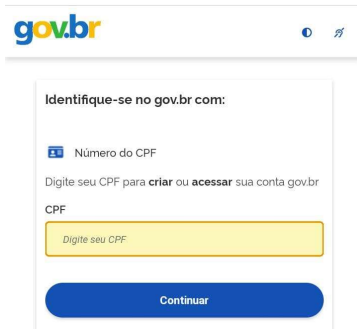 gov.br
Identifique-se no gov.br com:
Número do CPF
Digite seu CPF para criar ou acessar sua conta gov.br
CPF
Digite seu CPF
Continuar